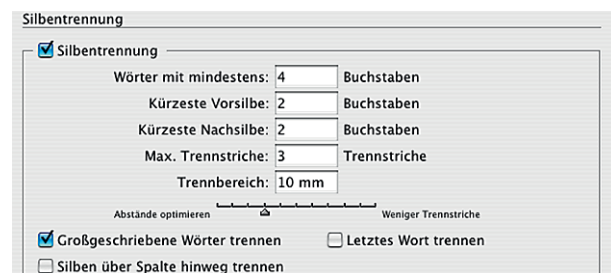 Silbentrennung
Silbentrennung
Wörter mit mindestens: 4 Buchstaben
Kürzeste Vorsilbe: 2 Buchstaben
Kürzeste Nachsilbe: 2 Buchstaben
Max. Trennstriche: 3 Trennstriche
Trennbereich: 10 mm
Abstände optimieren Weniger Trennstriche
Großgeschriebene Wörter trennen Letztes Wort trennen
Silben über Spalte hinweg trennen